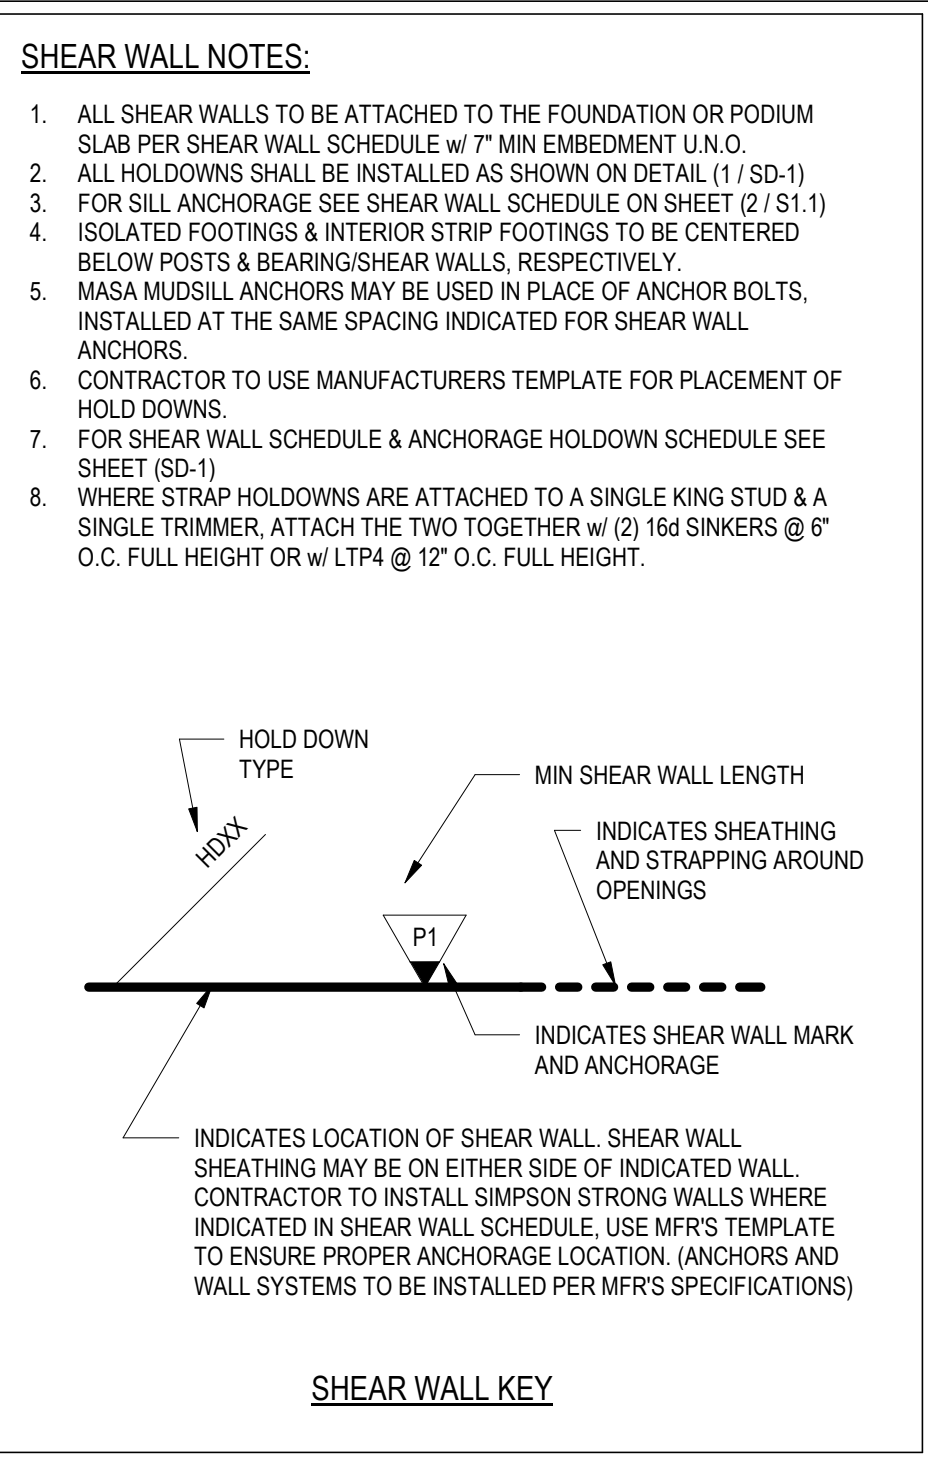 SHEAR WALL NOTES:
1. ALL SHEAR WALLS TO BE ATTACHED TO THE FOUNDATION OR PODIUM
SLAB PER SHEAR WALL SCHEDULE w/ 7" MIN EMBEDMENT U.N.O.
2. ALL HOLDOWNS SHALL BE INSTALLED AS SHOWN ON DETAIL (1 / SD-1)
3. FOR SILL ANCHORAGE SEE SHEAR WALL SCHEDULE ON SHEET (2 / S1.1)
4. ISOLATED FOOTINGS & INTERIOR STRIP FOOTINGS TO BE CENTERED
BELOW POSTS & BEARING/SHEAR WALLS, RESPECTIVELY.
5. MASA MUDSILL ANCHORS MAY BE USED IN PLACE OF ANCHOR BOLTS,
INSTALLED AT THE SAME SPACING INDICATED FOR SHEAR WALL
ANCHORS.
6. CONTRACTOR TO USE MANUFACTURERS TEMPLATE FOR PLACEMENT OF
HOLD DOWNS.
7. FOR SHEAR WALL SCHEDULE & ANCHORAGE HOLDOWN SCHEDULE SEE
SHEET (SD-1)
8. WHERE STRAP HOLDOWNS ARE ATTACHED TO A SINGLE KING STUD & A
SINGLE TRIMMER, ATTACH THE TWO TOGETHER w/ (2) 16d SINKERS @ 6"
O.C. FULL HEIGHT OR w/ LTP4 @ 12" O.C. FULL HEIGHT.
HOLD DOWN
TYPE
HDXX
MIN SHEAR WALL LENGTH
INDICATES SHEATHING
AND STRAPPING AROUND
OPENINGS
P1
INDICATES SHEAR WALL MARK
AND ANCHORAGE
INDICATES LOCATION OF SHEAR WALL. SHEAR WALL
SHEATHING MAY BE ON EITHER SIDE OF INDICATED WALL.
CONTRACTOR TO INSTALL SIMPSON STRONG WALLS WHERE
INDICATED IN SHEAR WALL SCHEDULE, USE MFR'S TEMPLATE
TO ENSURE PROPER ANCHORAGE LOCATION. (ANCHORS AND
WALL SYSTEMS TO BE INSTALLED PER MFR'S SPECIFICATIONS)
SHEAR WALL KEY